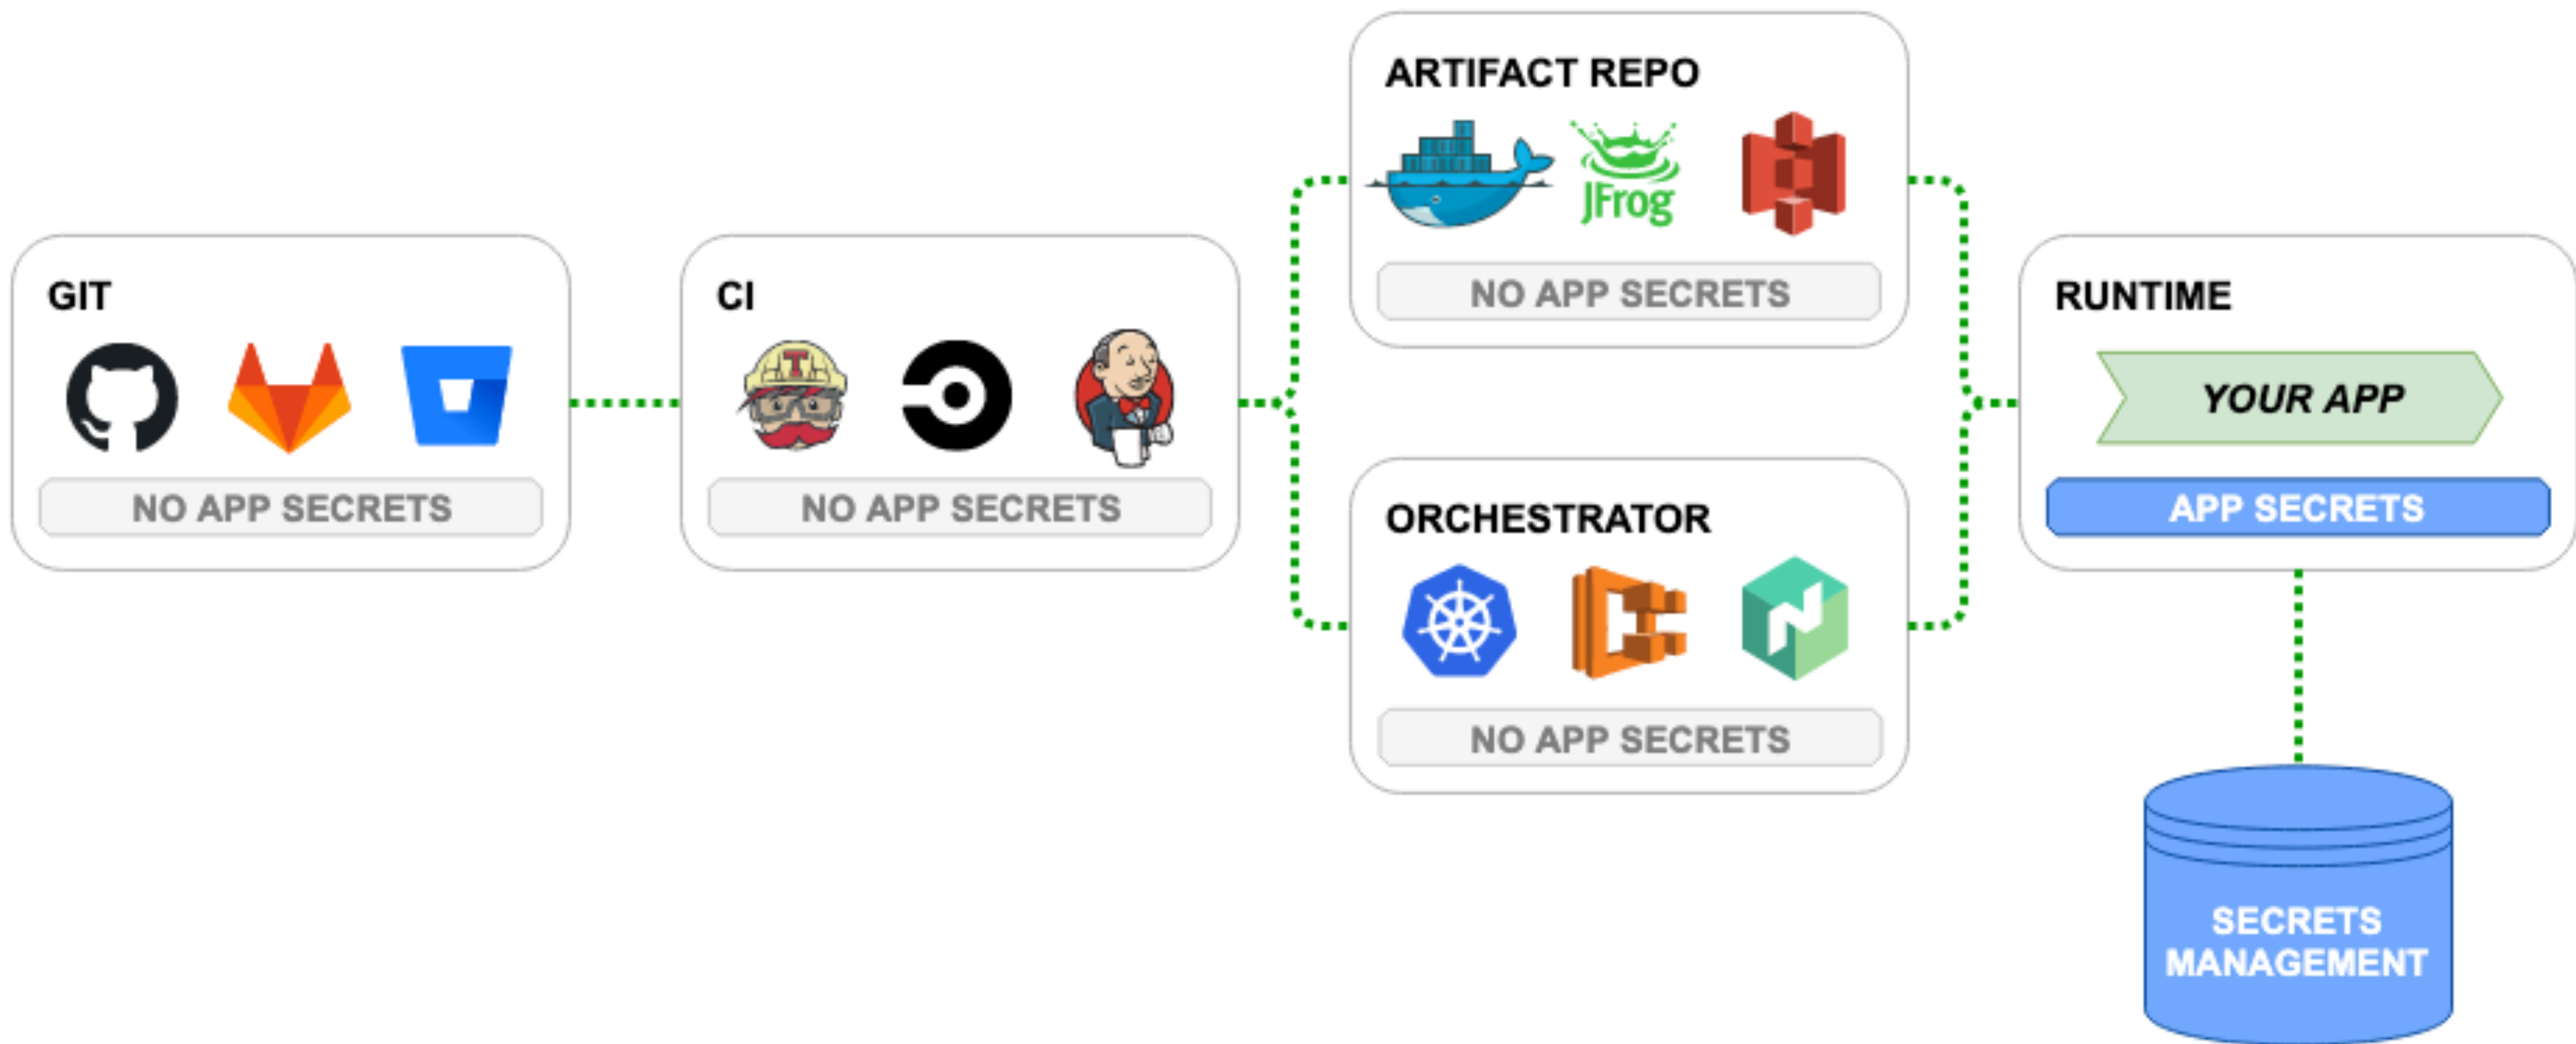 GIT
NO APP SECRETS
CI
T
NO APP SECRETS
ARTIFACT REPO
JFrog
NO APP SECRETS
ORCHESTRATOR
NO APP SECRETS
RUNTIME
YOUR APP
APP SECRETS
SECRETS
MANAGEMENT